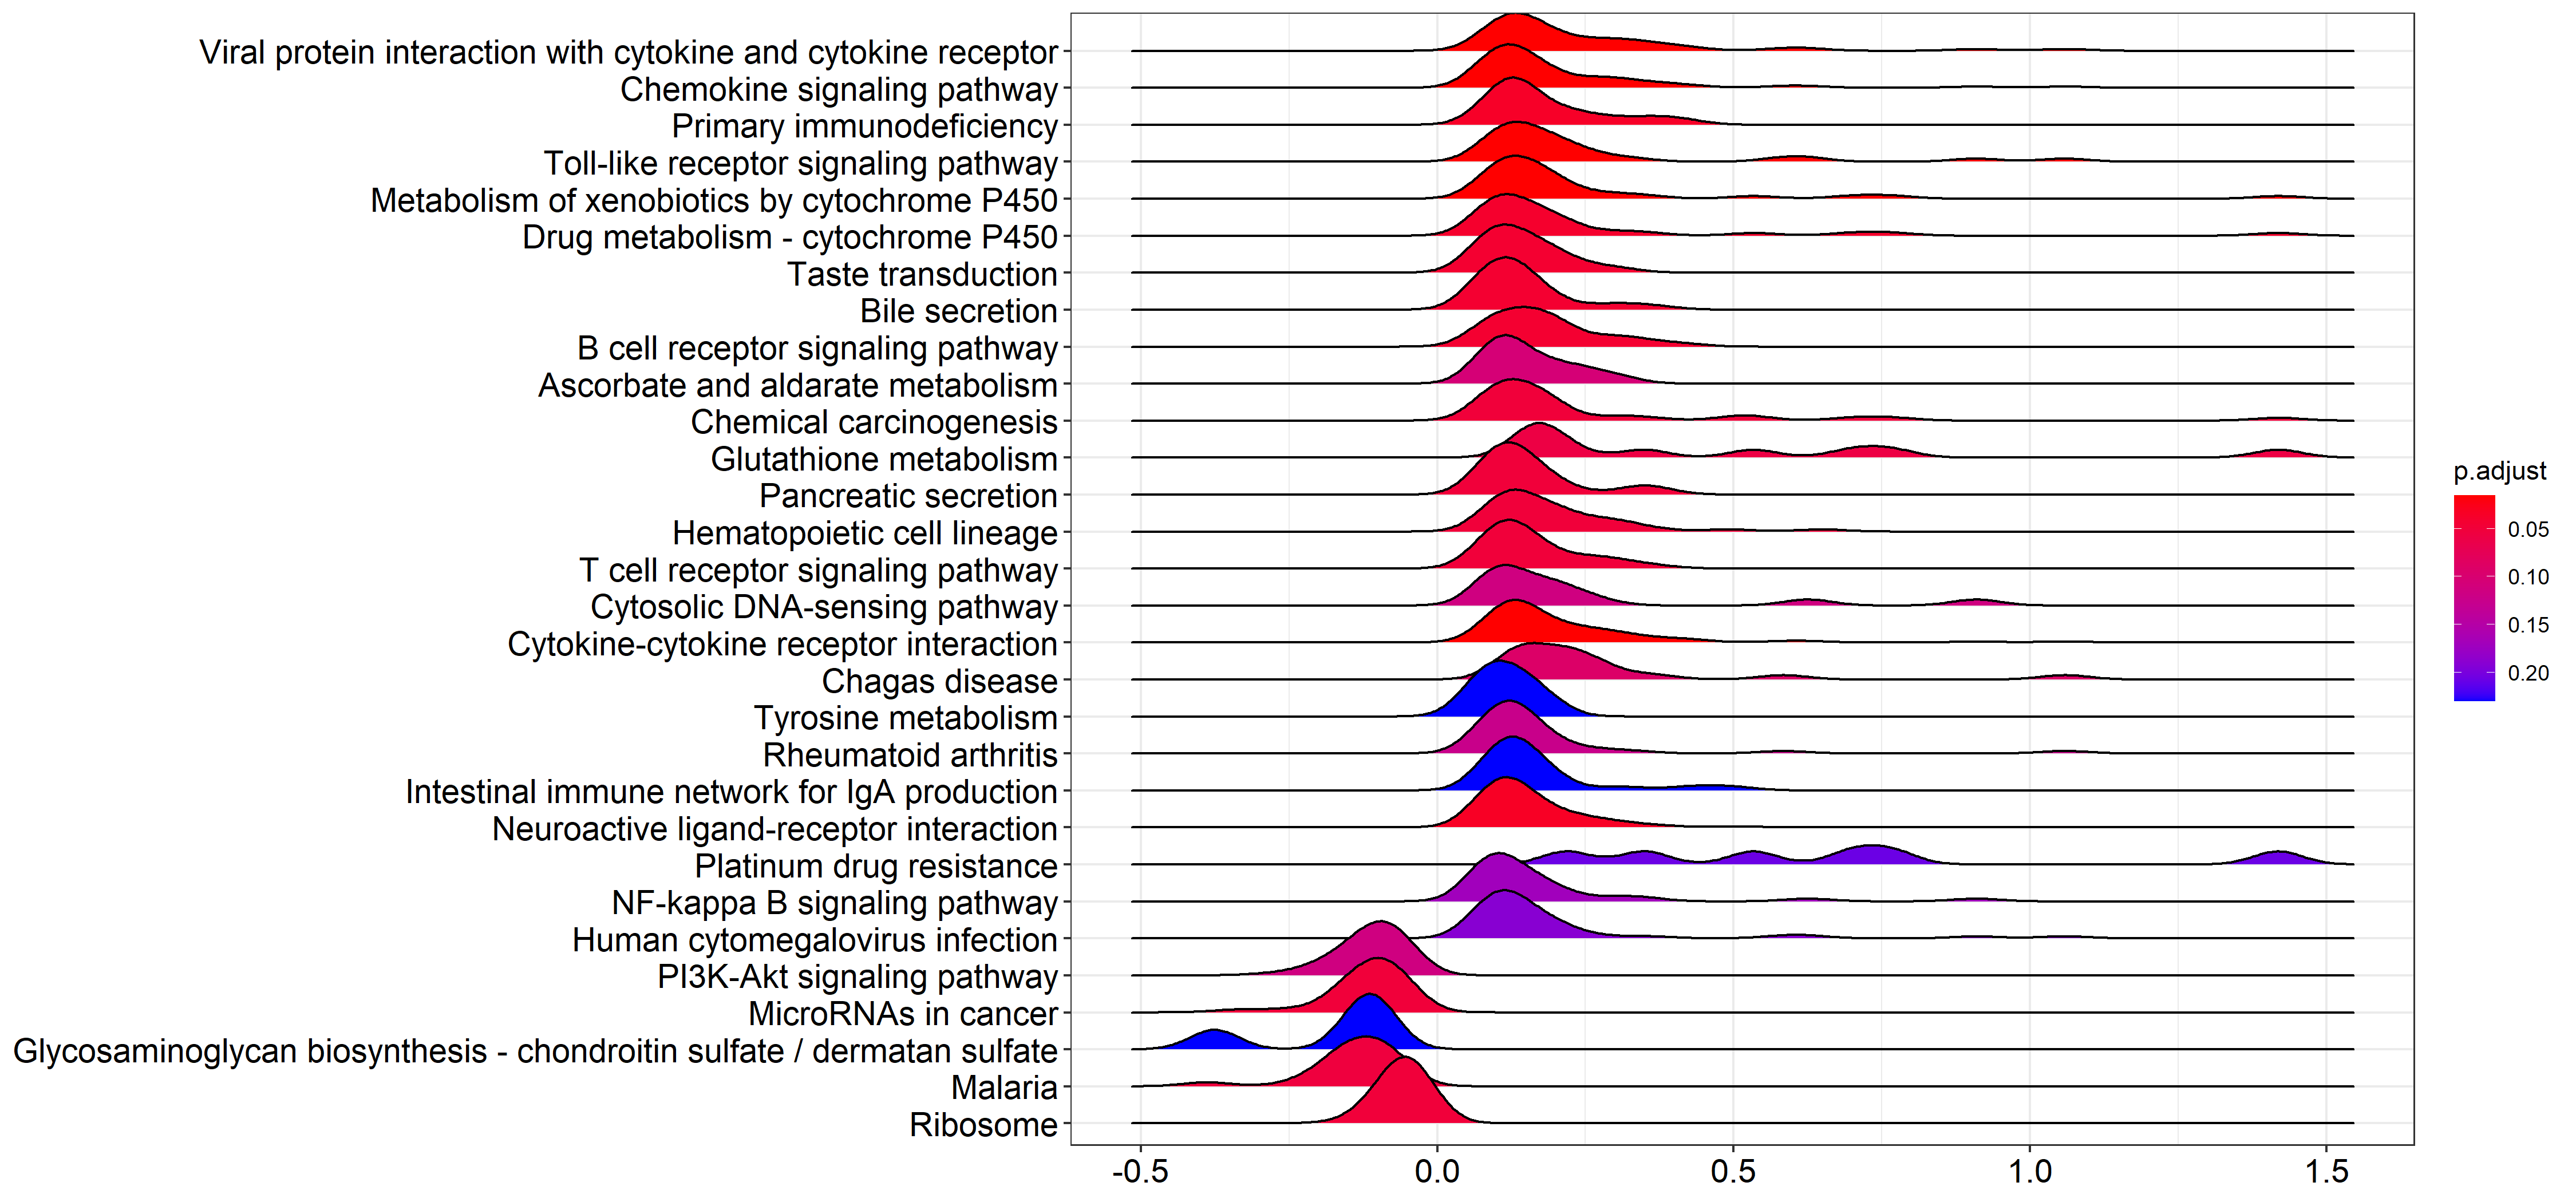 Viral protein interaction with cytokine and cytokine receptor
Chemokine signaling pathway
Primary immunodeficiency
Toll-like receptor signaling pathway
Metabolism of xenobiotics by cytochrome P450
Drug metabolism - cytochrome P450
Taste transduction
Bile secretion
B cell receptor signaling pathway
Ascorbate and aldarate metabolism
Chemical carcinogenesis
Glutathione metabolism
Pancreatic secretion
Hematopoietic cell lineage
T cell receptor signaling pathway
Cytosolic DNA-sensing pathway
Cytokine-cytokine receptor interaction
Chagas disease
Tyrosine metabolism
Rheumatoid arthritis
Intestinal immune network for IgA production
Neuroactive ligand-receptor interaction
Platinum drug resistance
NF-kappa B signaling pathway
Human cytomegalovirus infection
PI3K-Akt signaling pathway
MicroRNAs in cancer
Glycosaminoglycan biosynthesis - chondroitin sulfate / dermatan sulfate
Malaria
Ribosome
-0.5 0.0 0.5 1.0 1.5
p.adjust
0.05
0.10
0.15
0.20